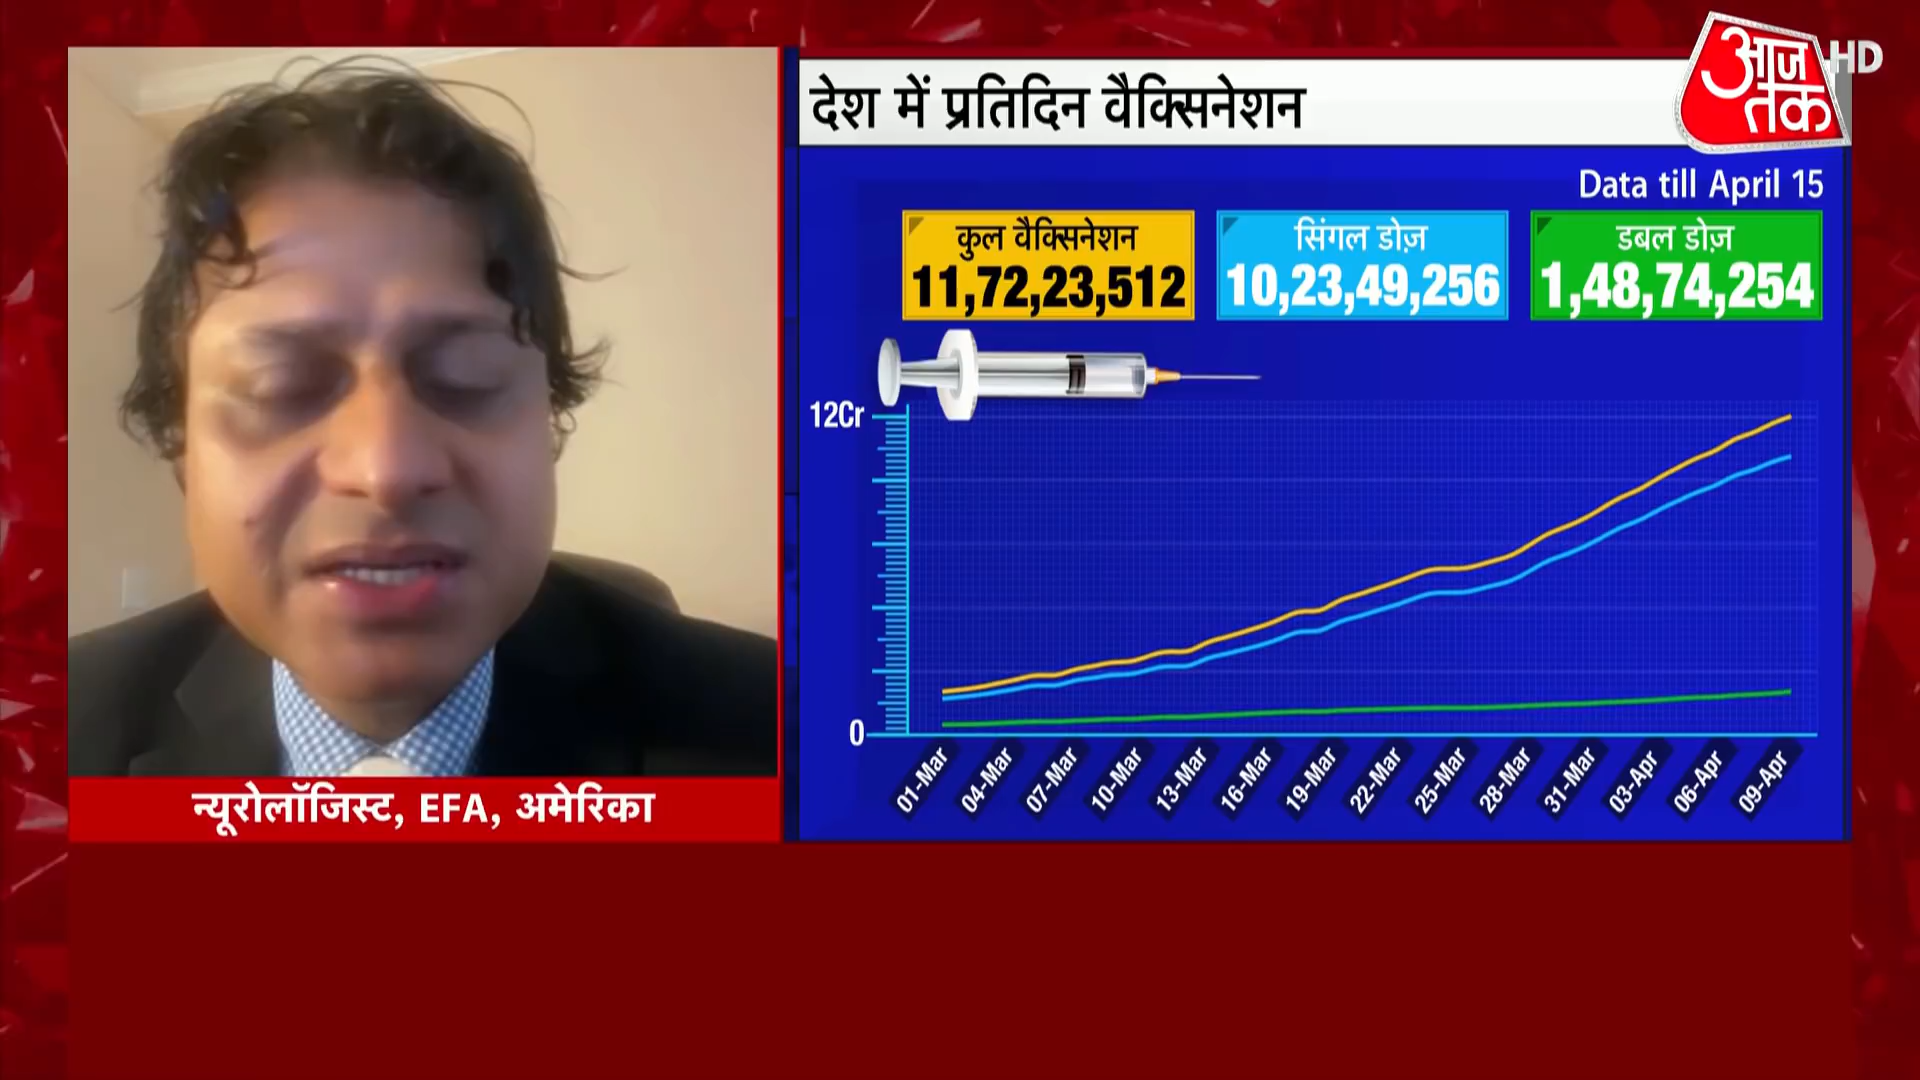 आज
तक
HD
देश में प्रतिदिन वैक्सिनेशन
Data till April 15
कुल वैक्सिनेशन
11,72,23,512
सिंगल डोज़
10,23,49,256
डबल डोज़
1,48,74,254
12Cr
0
01-Mar
04-Mar
07-Mar
10-Mar
13-Mar
16-Mar
19-Mar
22-Mar
25-Mar
28-Mar
31-Mar
03-Apr
06-Apr
09-Apr
न्यूरोलॉजिस्ट, EFA, अमेरिका